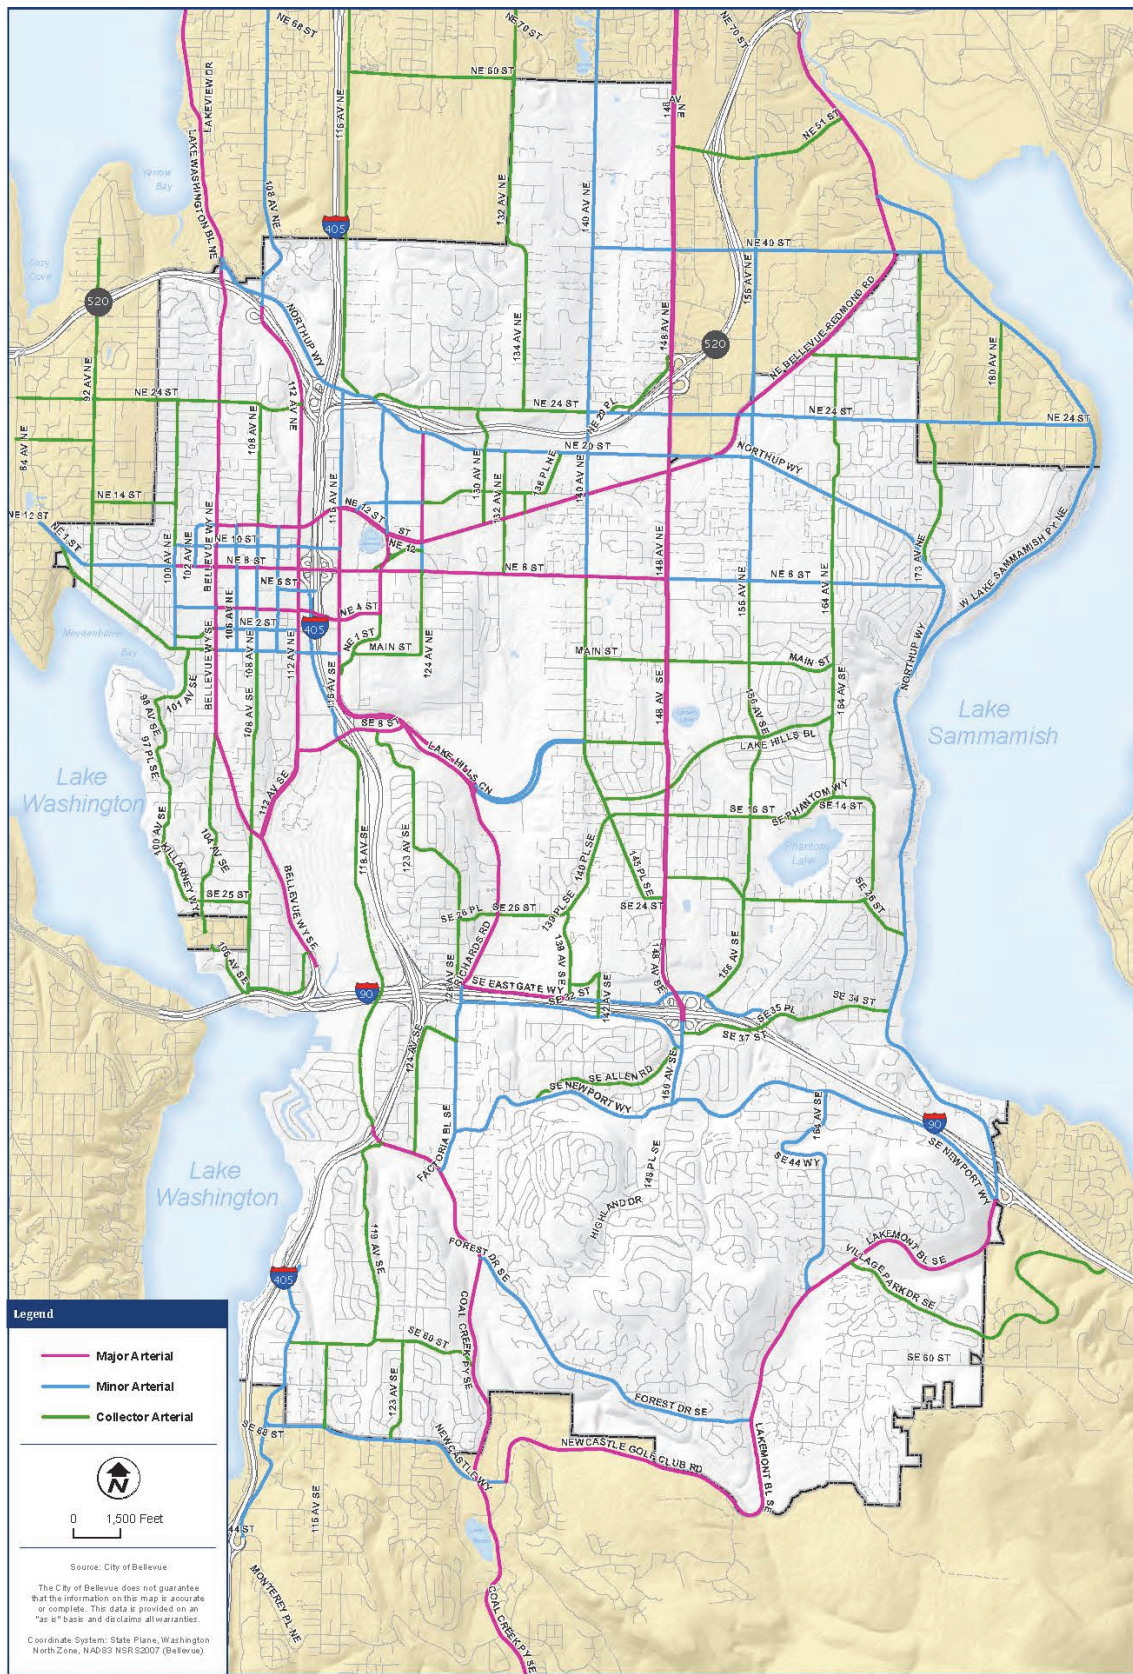 NE 68 ST
NE 70 ST
NE 70 ST
LAKEVIEW DR
NE 60 ST
116 AV NE
148 AV NE
NE 51 ST
LAKE WASHINGTON BL NE
Yarrow Bay
108 AV NE
132 AV NE
140 AV NE
405
NE 40 ST
Cozy Cove
156 AV NE
520
NORTHUP WY
134 AV NE
148 AV NE
520
NE BELLEVUE-REDMOND RD
180 AV NE
92 AV NE
112 AV NE
NE 24 ST
NE 24 ST
NE 29 PL
NE 24 ST
NE 24 ST
108 AV NE
84 AV NE
NE 20 ST
NORTHUP WY
130 AV NE
136 PL NE
140 AV NE
116 AV NE
NE 14 ST
132 AV NE
NE 12 ST
NE 1 ST
NE 12 ST
ST
NE 12
BELLEVUE WY NE
NE 10 ST
102 AV NE
100 AV NE
NE 8 ST
NE 8 ST
148 AV NE
NE 8 ST
156 AV NE
164 AV NE
173 AV NE
W LAKE SAMMAMISH PY NE
NE 6 ST
106 AV NE
NE 4 ST
NE 2 ST
405
NE 1 ST
MAIN ST
124 AV NE
MAIN ST
MAIN ST
NORTHUP WY
Meydenbauer Bay
BELLEVUE WY SE
108 AV NE
112 AV NE
101 AV SE
116 AV SE
148 AV SE
156 AV SE
164 AV SE
98 AV SE
97 PL SE
108 AV SE
SE 8 ST
LAKE HILLS CN
LAKE HILLS BL
Lake Sammamish
Lake Washington
112 AV SE
SE 16 ST
SE PHANTOM WY
SE 14 ST
100 AV SE
104 AV SE
118 AV SE
123 AV SE
Phantom Lake
KILLARNEY WY
140 PL SE
145 PL SE
SE 25 ST
BELLEVUE WY SE
SE 26 PL
SE 26 ST
139 PL SE
SE 24 ST
SE 26 ST
106 AV SE
RICHARDS RD
139 AV SE
148 AV SE
156 AV SE
90
128 AV SE
SE EASTGATE WY
SE 32 ST
142 AV SE
SE 34 ST
SE 35 PL
SE 37 ST
124 AV SE
SE ALLEN RD
150 AV SE
SE NEWPORT WY
164 AV SE
90
SE NEWPORT WY
FACTORIA BL SE
SE 44 WY
145 PL SE
Lake Washington
HIGHLAND DR
119 AV SE
FOREST DR SE
LAKEMONT BL SE
VILLAGE PARK DR SE
405
COAL CREEK PY SE
SE 60 ST
SE 60 ST
123 AV SE
FOREST DR SE
SE 68 ST
NEWCASTLE WY
NEWCASTLE GOLF CLUB RD
LAKEMONT BL SE
116 AV SE
44 ST
MONTEREY PL NE
COAL CREEK PY SE
Legend
Major Arterial
Minor Arterial
Collector Arterial
N
0 1,500 Feet
Source: City of Bellevue
The City of Bellevue does not guarantee
that the information on this map is accurate
or complete. This data is provided on an
"as is" basis and disclaims all warranties.
Coordinate System: State Plane, Washington
North Zone, NAD83 NSRS2007 (Bellevue)